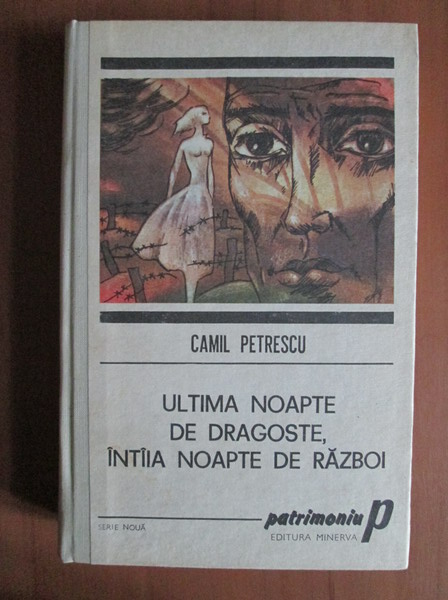 CAMIL PETRESCU
ULTIMA NOAPTE
DE DRAGOSTE,
ÎNTÎIA NOAPTE DE RĂZBOI
SERIE NOUĂ
patrimoniu P
EDITURA MINERVA